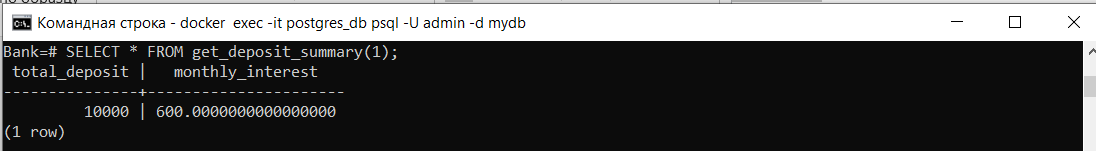 Командная строка - docker  exec -it postgres_db psql -U admin -d mydb
Bank=# SELECT * FROM get_deposit_summary(1);
 total_deposit |   monthly_interest
---------------+----------------------
         10000 | 600.0000000000000000
(1 row)